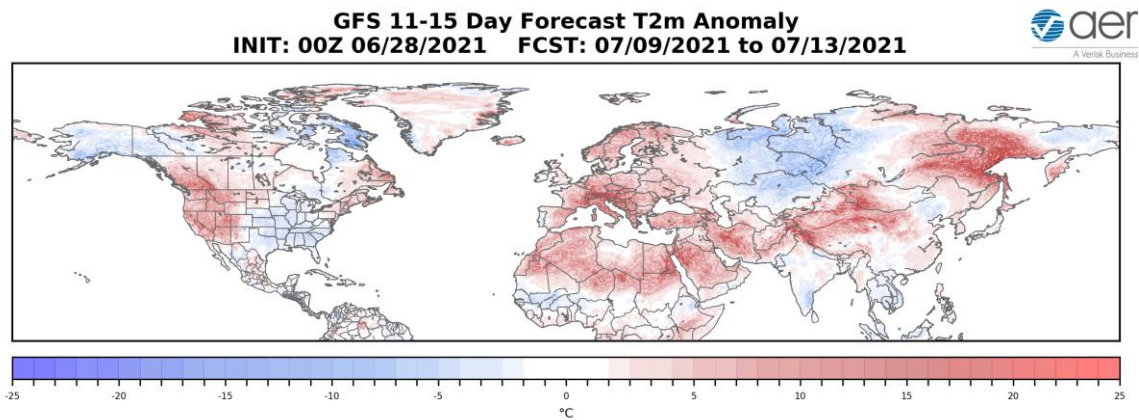 GFS 11-15 Day Forecast T2m Anomaly
INIT: 00Z 06/28/2021 FCST: 07/09/2021 to 07/13/2021
aer
A Verisk Business
-25 -20 -15 -10 -5 0 5 10 15 20 25
°C